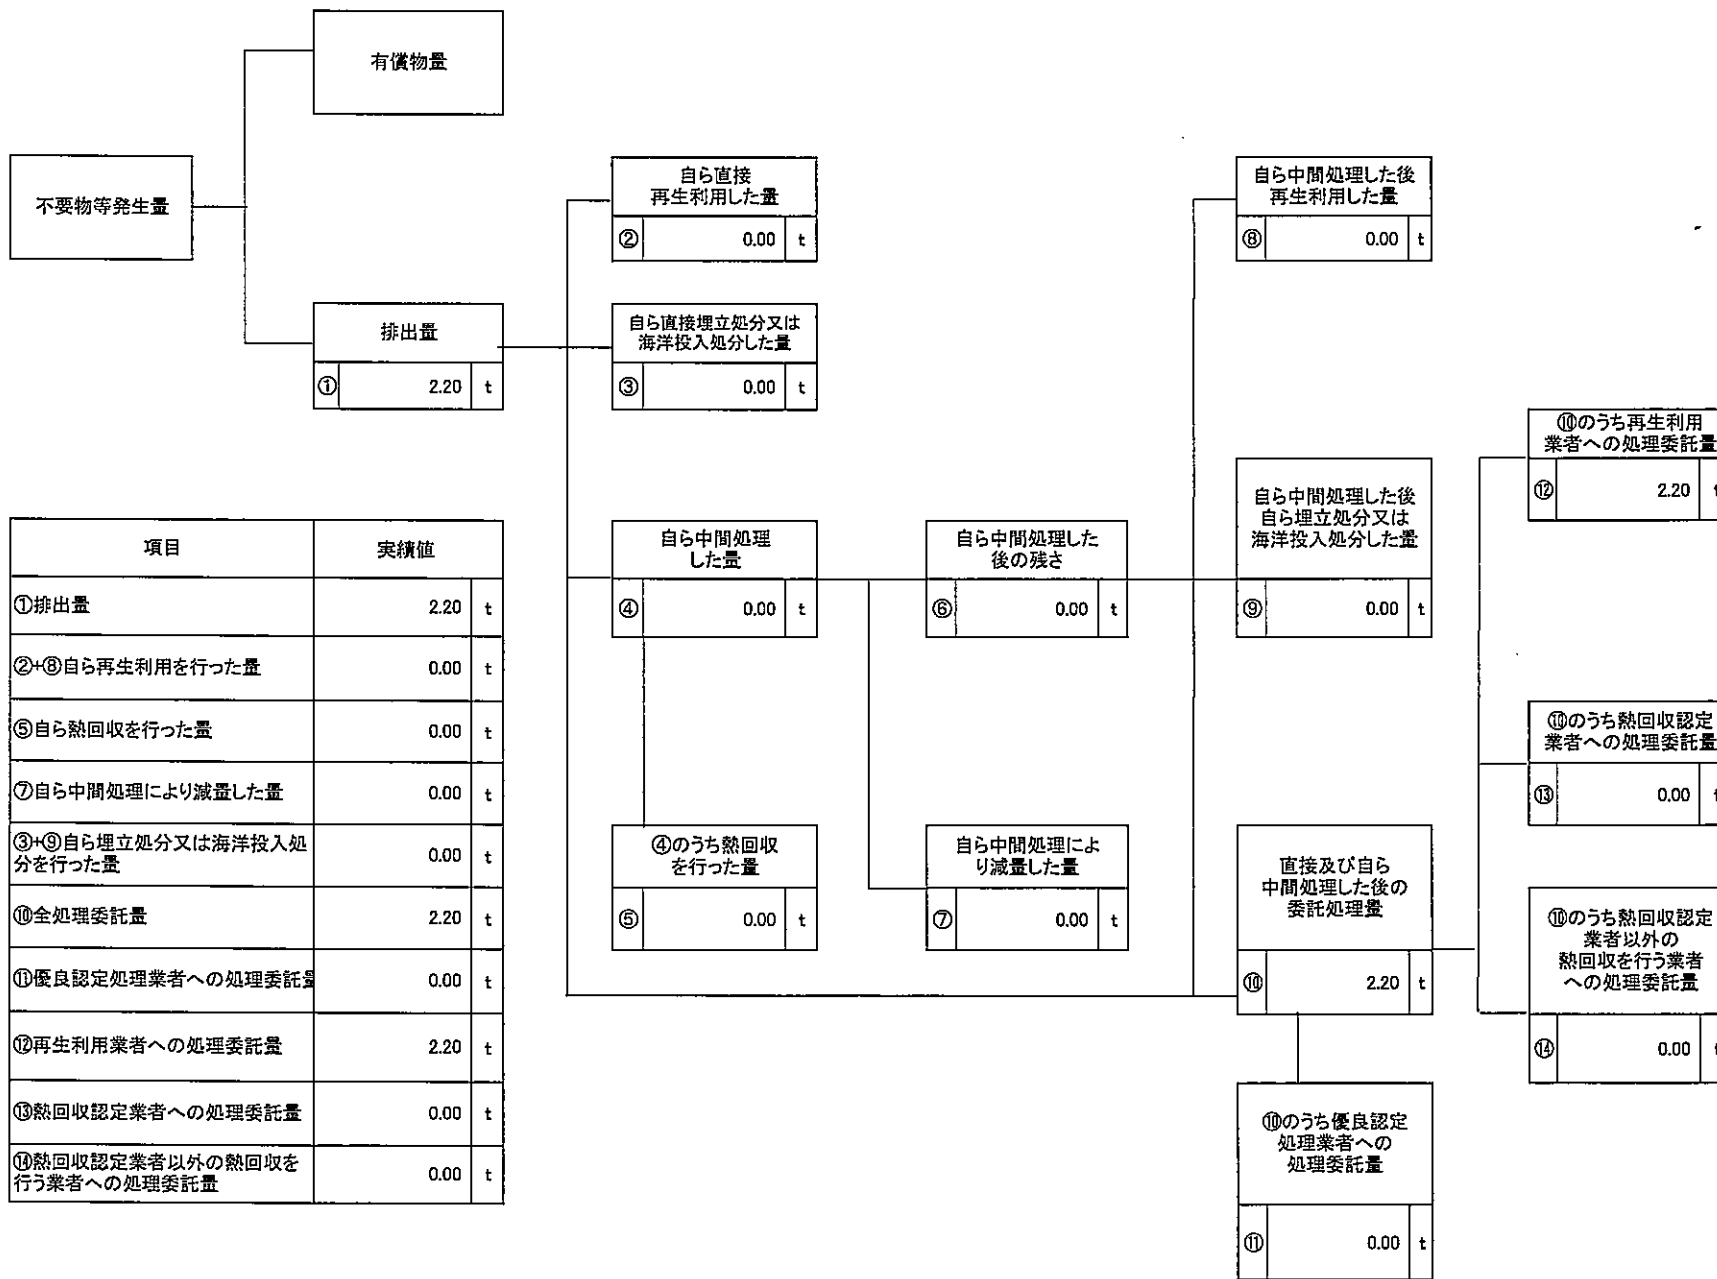 有償物量
不要物等発生量
自ら直接
再生利用した量
② 0.00 t
自ら中間処理した後
再生利用した量
⑧ 0.00 t
排出量
① 2.20 t
自ら直接埋立処分又は
海洋投入処分した量
③ 0.00 t
⑩のうち再生利用
業者への処理委託量
⑫ 2.20
自ら中間処理
した量
④ 0.00 t
自ら中間処理した
後の残さ
⑥ 0.00 t
自ら中間処理した後
自ら埋立処分又は
海洋投入処分した量
⑨ 0.00 t
⑩のうち熱回収認定
業者への処理委託量
⑬ 0.00
④のうち熱回収
を行った量
⑤ 0.00 t
自ら中間処理によ
り減量した量
⑦ 0.00 t
直接及び自ら
中間処理した後の
委託処理量
⑩ 2.20 t
⑩のうち熱回収認定
業者以外の
熱回収を行う業者
への処理委託量
⑭ 0.00
⑩のうち優良認定
処理業者への
処理委託量
⑪ 0.00 t
項目 実績値
①排出量 2.20 t
②+⑧自ら再生利用を行った量 0.00 t
⑤自ら熱回収を行った量 0.00 t
⑦自ら中間処理により減量した量 0.00 t
③+⑨自ら埋立処分又は海洋投入処
分を行った量 0.00 t
⑩全処理委託量 2.20 t
⑪優良認定処理業者への処理委託量 0.00 t
⑫再生利用業者への処理委託量 2.20 t
⑬熱回収認定業者への処理委託量 0.00 t
⑭熱回収認定業者以外の熱回収を
行う業者への処理委託量 0.00 t